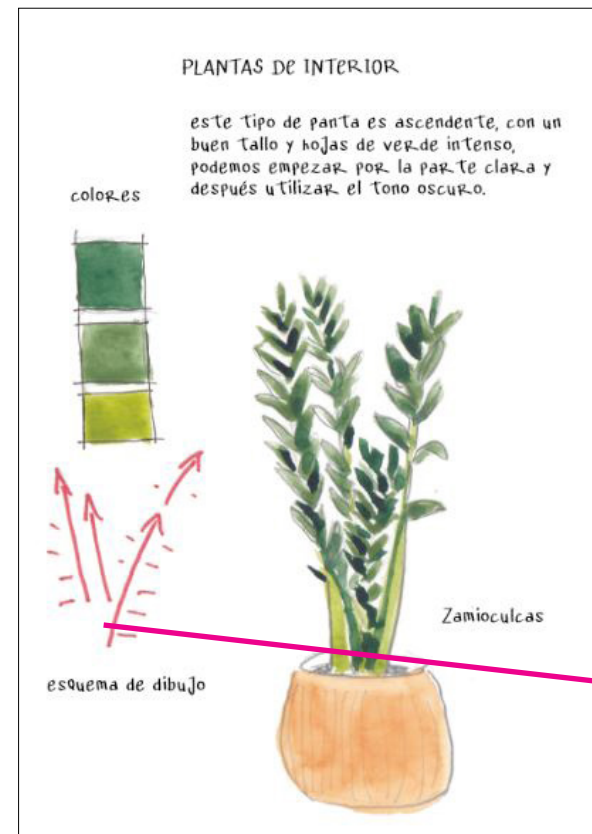 PLANTAS DE INTERIOR
este tipo de panta es ascendente, con un
buen tallo y hojas de verde intenso,
podemos empezar por la parte clara y
después utilizar el tono oscuro.
colores
Zamioculcas
esquema de dibujo